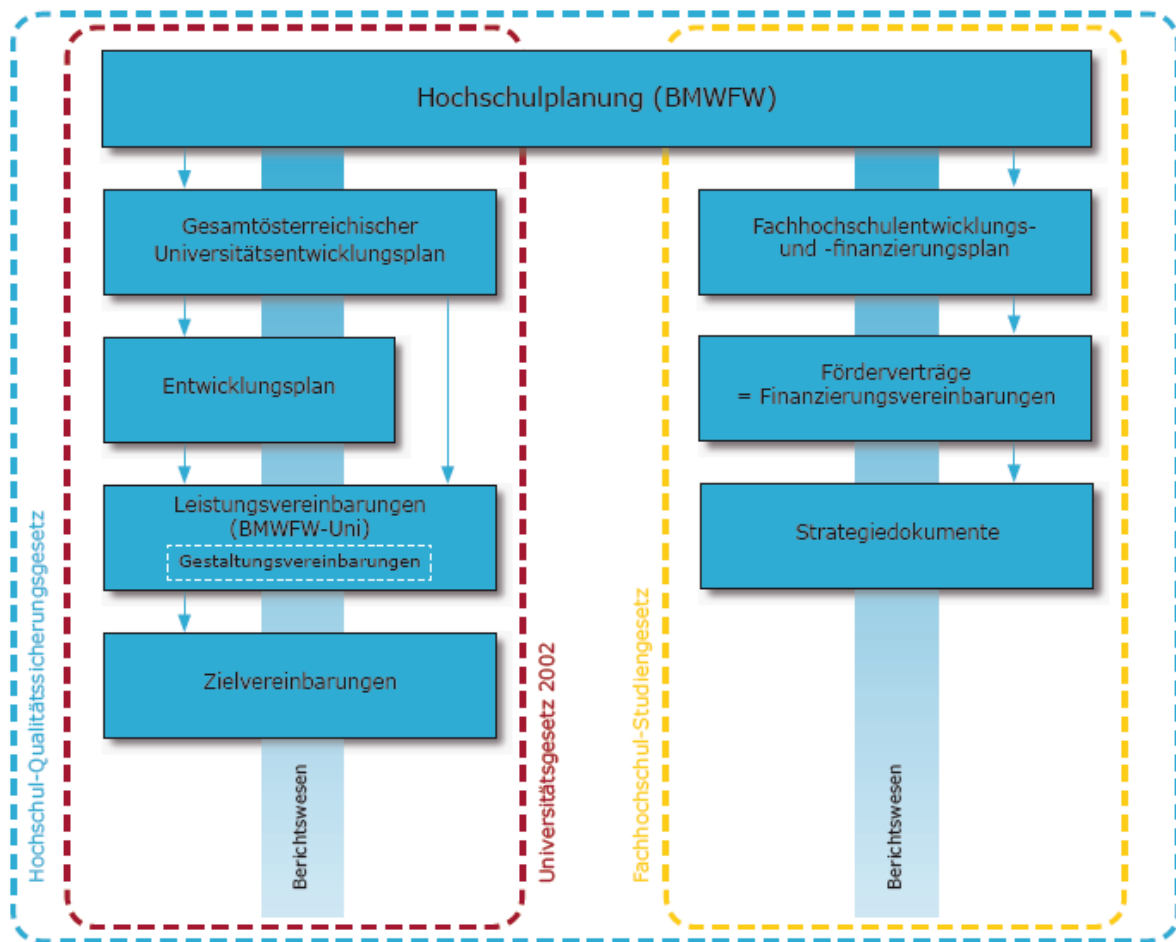 Hochschulplanung (BMWFW)
Gesamtösterreichischer
Universitätsentwicklungsplan
Entwicklungsplan
Leistungsvereinbarungen
(BMWFW-Uni)
Gestaltungsvereinbarungen
Zielvereinbarungen
Berichtswesen
Fachhochschulentwicklungs-
und -finanzierungsplan
Förderverträge
= Finanzierungsvereinbarungen
Strategiedokumente
Berichtswesen
Hochschul-Qualitätssicherungsgesetz
Universitätsgesetz 2002
Fachhochschul-Studiengesetz